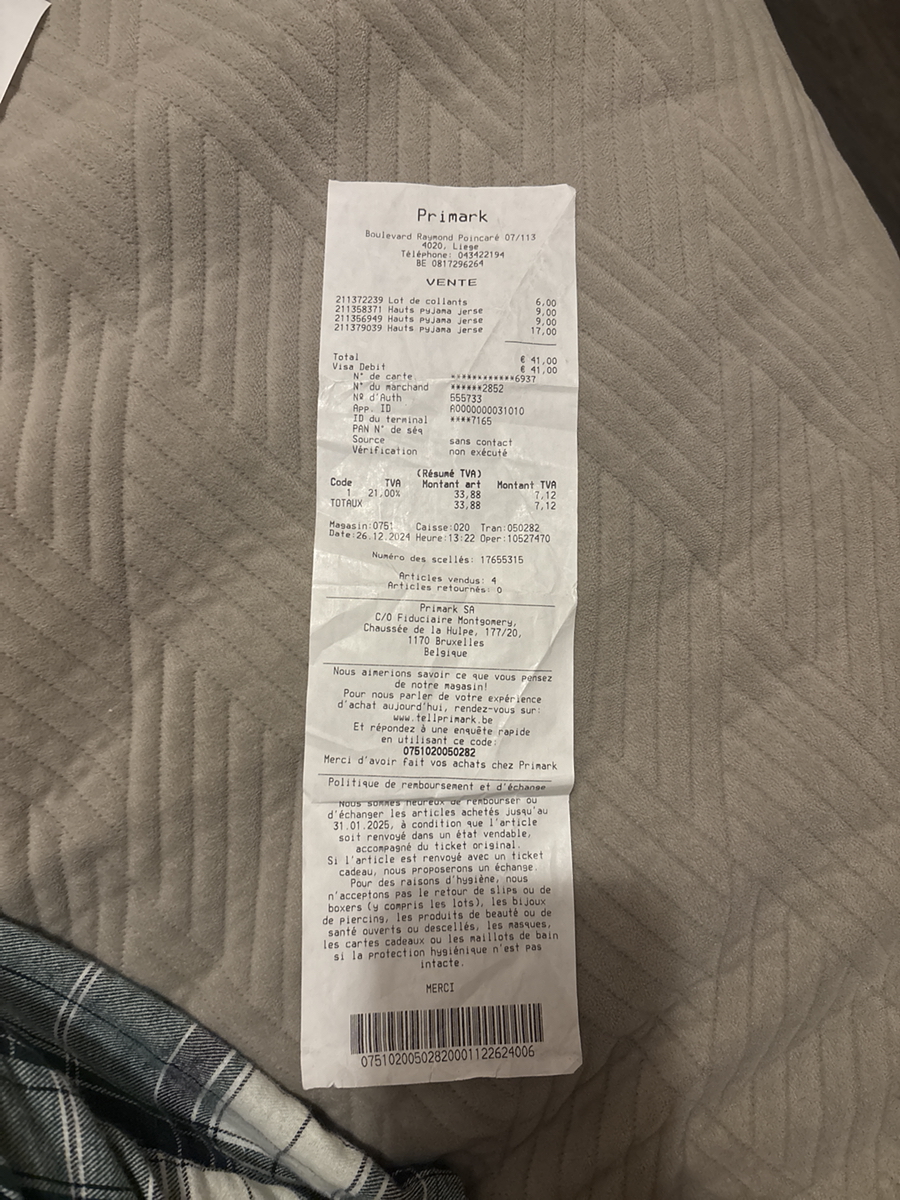 Primark
Boulevard Raymond Poincaré 07/113
4020, Liege
Téléphone: 043422194
BE 0817296264
VENTE
211372239 Lot de collants 6,00
211358371 Hauts pyjama jerse 9,00
211356949 Hauts pyjama jerse 9,00
211379039 Hauts pyjama jerse 17,00
Total € 41,00
Visa Debit € 41,00
N° de carte ************6937
N° du marchand ******2852
Nº d'Auth 555733
App. ID A0000000031010
ID du terminal ****7165
PAN N° de séq
Source sans contact
Vérification non exécuté
(Résumé TVA)
Code TVA Montant art Montant TVA
1 21,00% 33,88 7,12
TOTAUX 33,88 7,12
Magasin:0751 Caisse:020 Tran:050282
Date:26.12.2024 Heure:13:22 Oper:10527470
Numéro des scellés: 17655315
Articles vendus: 4
Articles retournés: 0
Primark SA
C/O Fiduciaire Montgomery,
Chaussée de la Hulpe, 177/20,
1170 Bruxelles
Belgique
Nous aimerions savoir ce que vous pensez
de notre magasin!
Pour nous parler de votre expérience
d'achat aujourd'hui, rendez-vous sur:
www.tellprimark.be
Et répondez à une enquête rapide
en utilisant ce code:
0751020050282
Merci d'avoir fait vos achats chez Primark
Politique de remboursement et d'échange
Nous sommes heureux de rembourser ou
d'échanger les articles achetés jusqu'au
31.01.2025, à condition que l'article
soit renvoyé dans un état vendable,
accompagné du ticket original.
Si l'article est renvoyé avec un ticket
cadeau, nous proposerons un échange.
Pour des raisons d'hygiène, nous
n'acceptons pas le retour de slips ou de
boxers (y compris les lots), les bijoux
de piercing, les produits de beauté ou de
santé ouverts ou descellés, les masques,
les cartes cadeaux ou les maillots de bain
si la protection hygiénique n'est pas
intacte.
MERCI
07510200502820001122624006